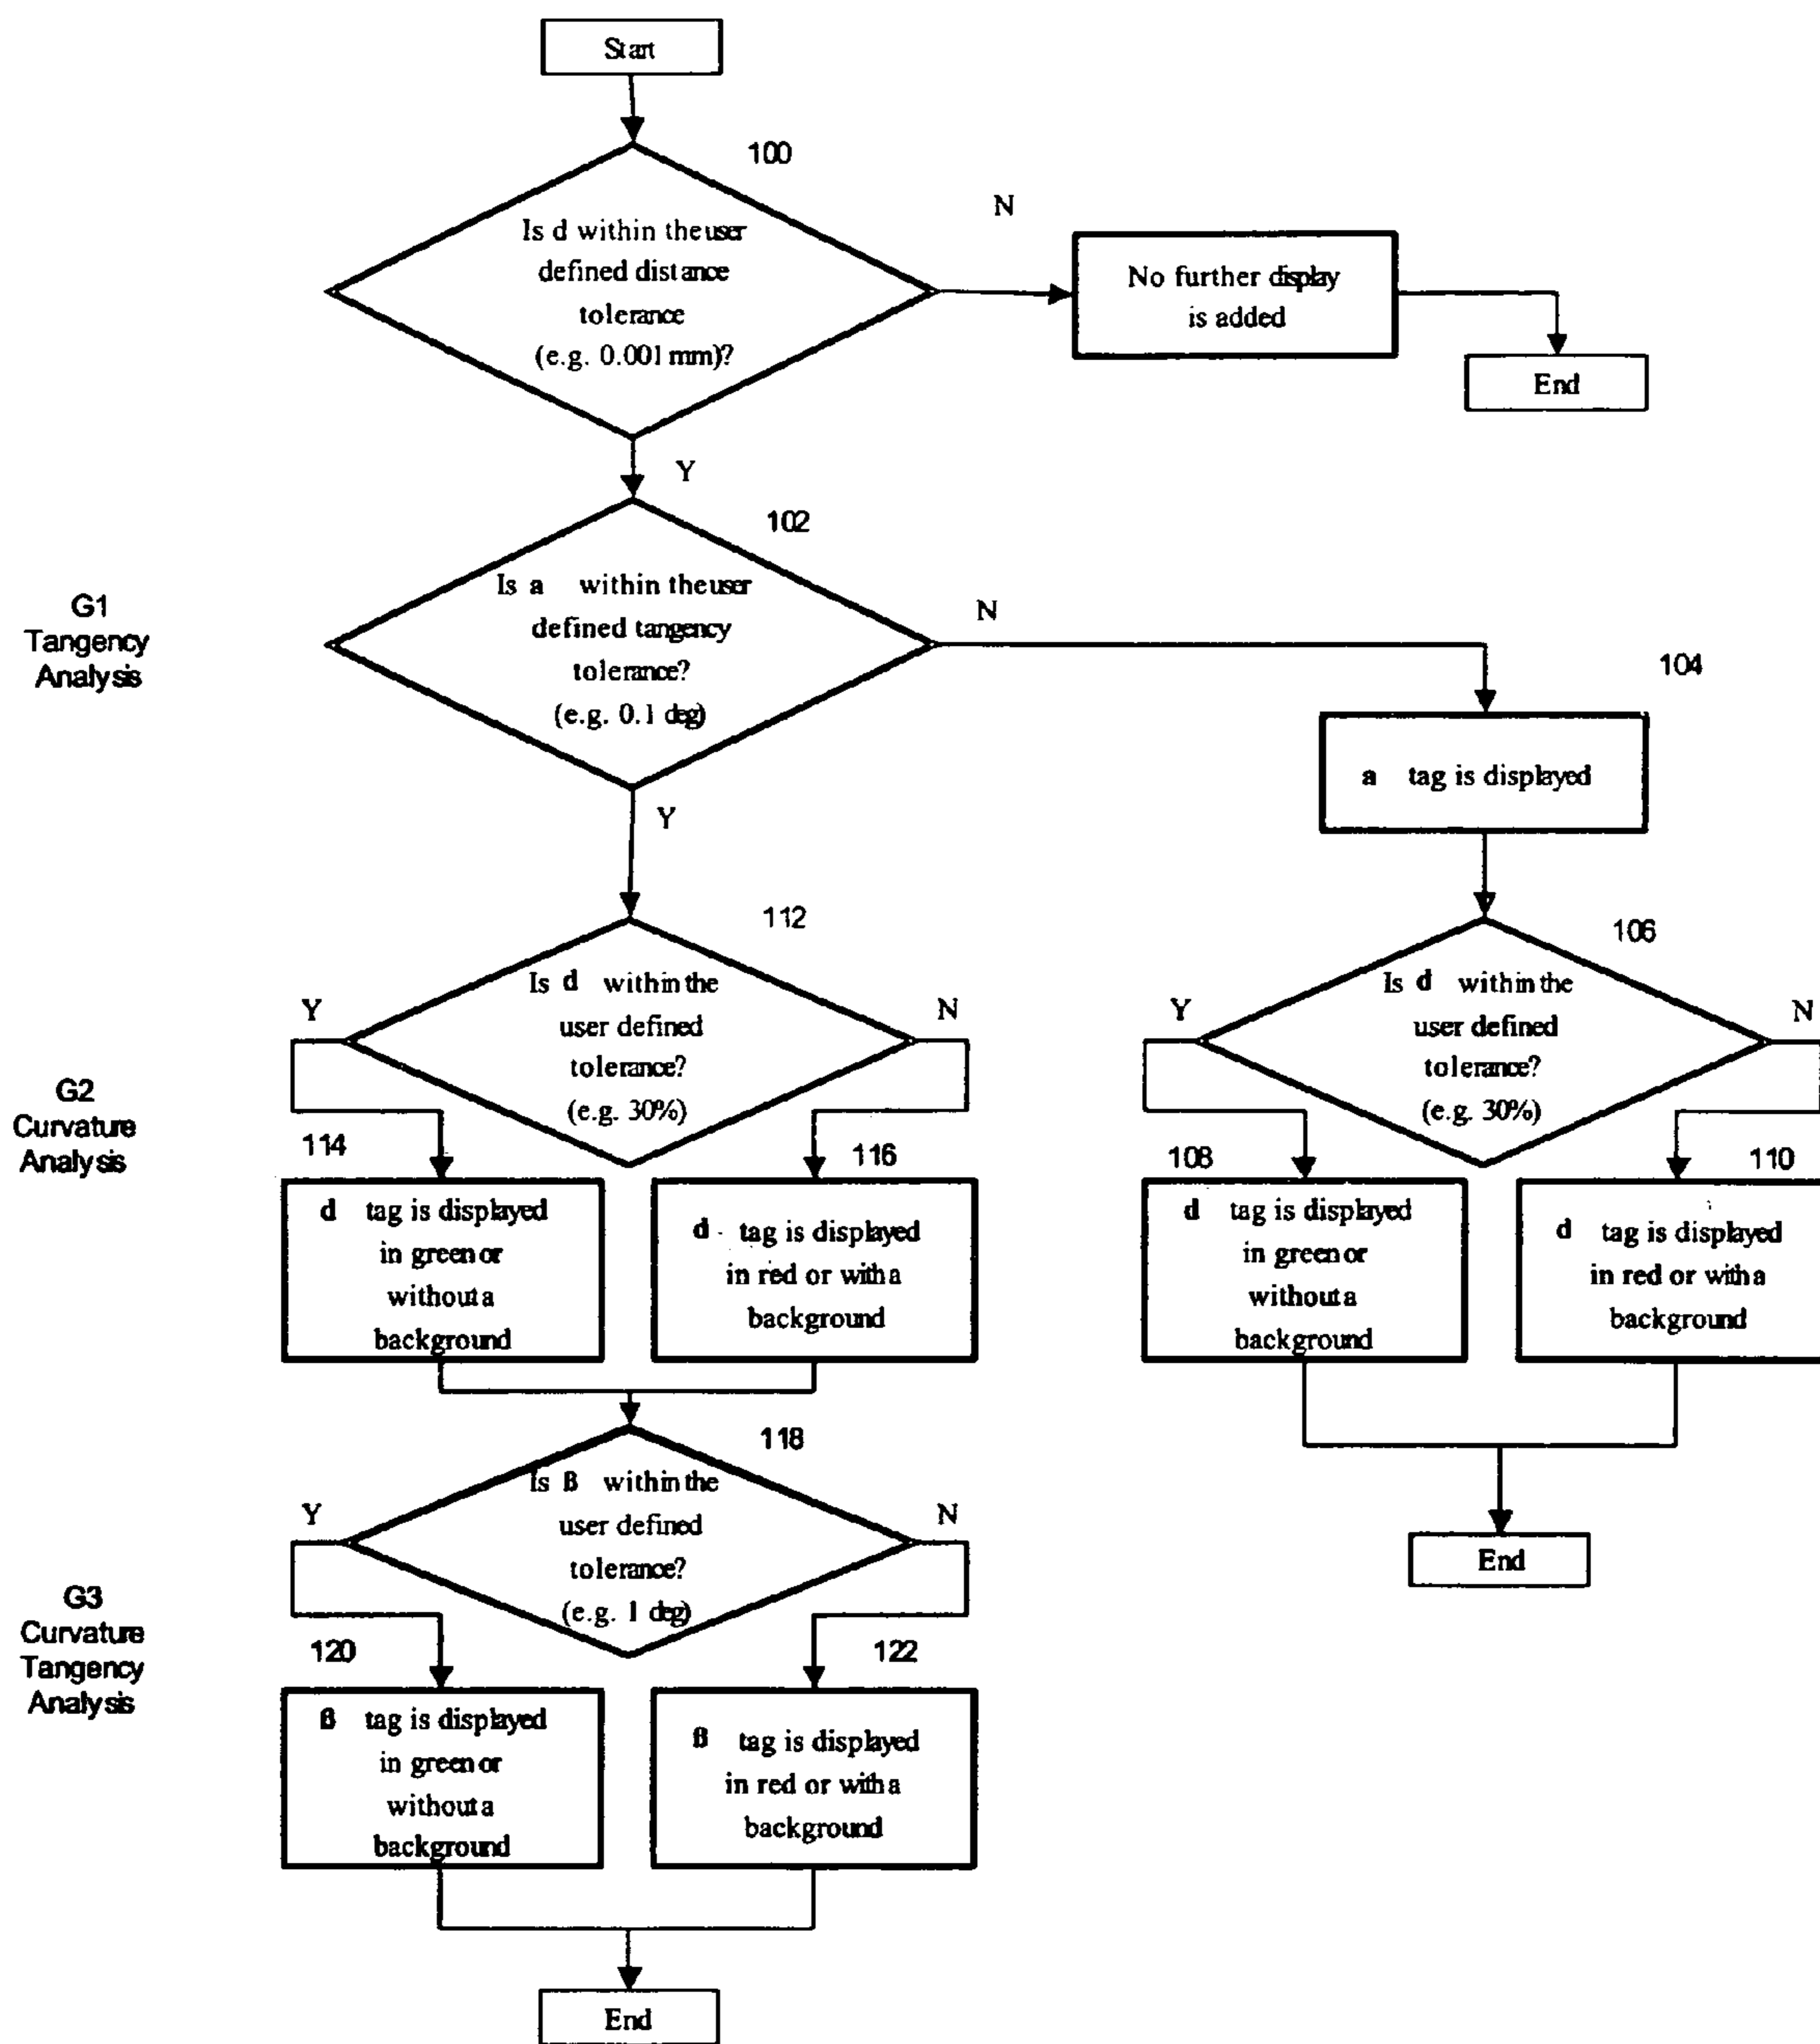 Start
100
Is d within the user
defined distance
tolerance
(e.g. 0.001 mm)?
N
No further display
is added
End
Y
102
G1
Tangency
Analysis
Is a within the user
defined tangency
tolerance?
(e.g. 0.1 deg)
N
104
a tag is displayed
Y
112
Is d within the
user defined
tolerance?
(e.g. 30%)
Y
N
106
Is d within the
user defined
tolerance?
(e.g. 30%)
Y
N
G2
Curvature
Analysis
114
d tag is displayed
in green or
without a
background
116
d tag is displayed
in red or with a
background
108
d tag is displayed
in green or
without a
background
110
d tag is displayed
in red or with a
background
118
Is ß within the
user defined
tolerance?
(e.g. 1 deg)
Y
N
End
G3
Curvature
Tangency
Analysis
120
ß tag is displayed
in green or
without a
background
122
ß tag is displayed
in red or with a
background
End